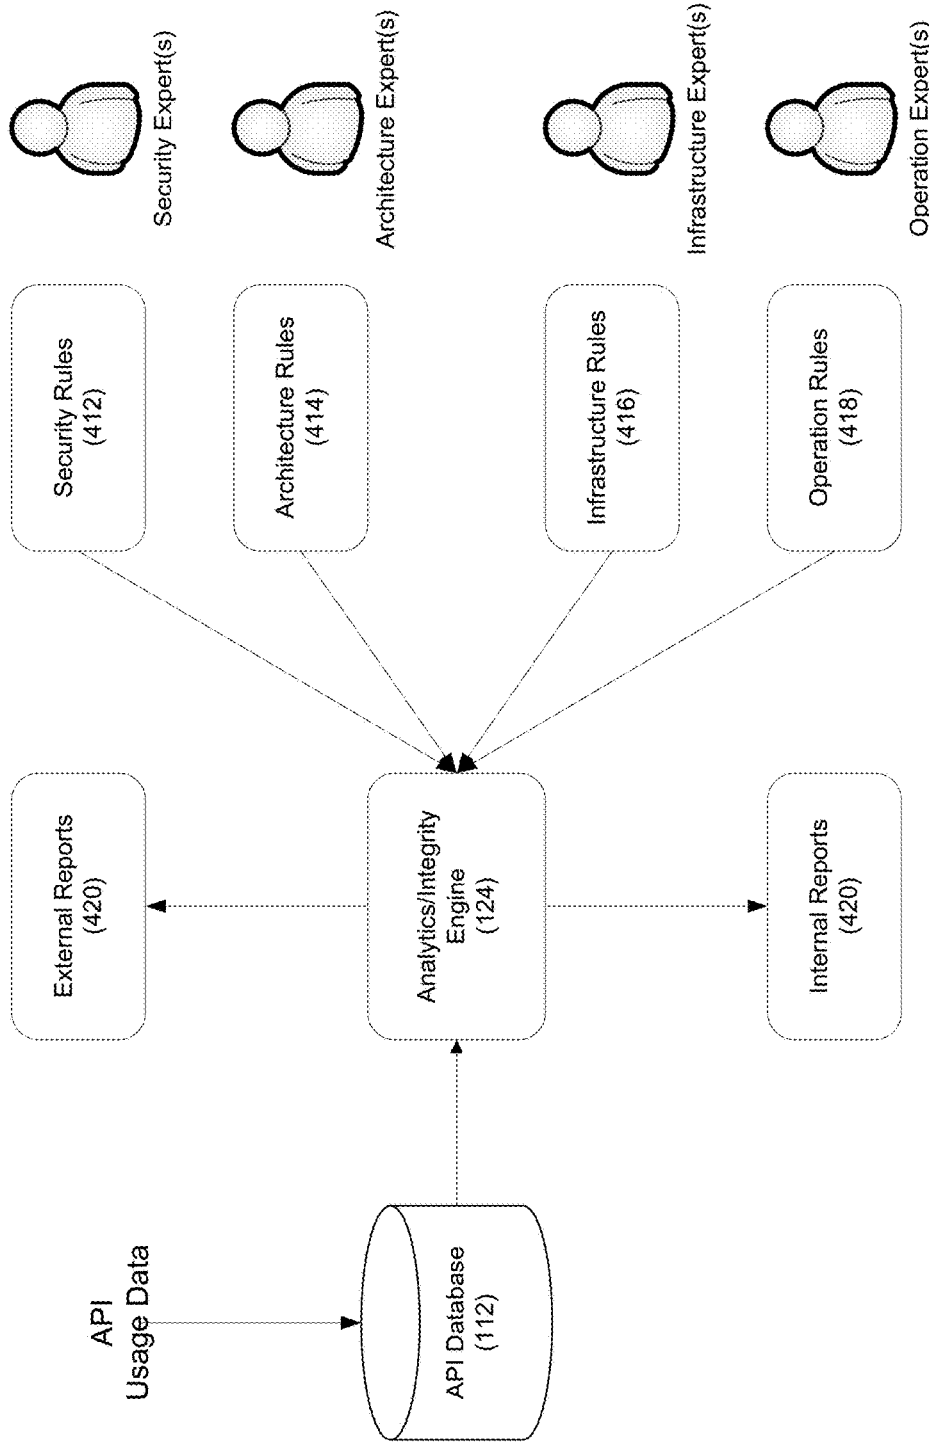 API
Usage Data
API Database
(112)
External Reports
(420)
Analytics/Integrity
Engine
(124)
Internal Reports
(420)
Security Rules
(412)
Architecture Rules
(414)
Infrastructure Rules
(416)
Operation Rules
(418)
Security Expert(s)
Architecture Expert(s)
Infrastructure Expert(s)
Operation Expert(s)